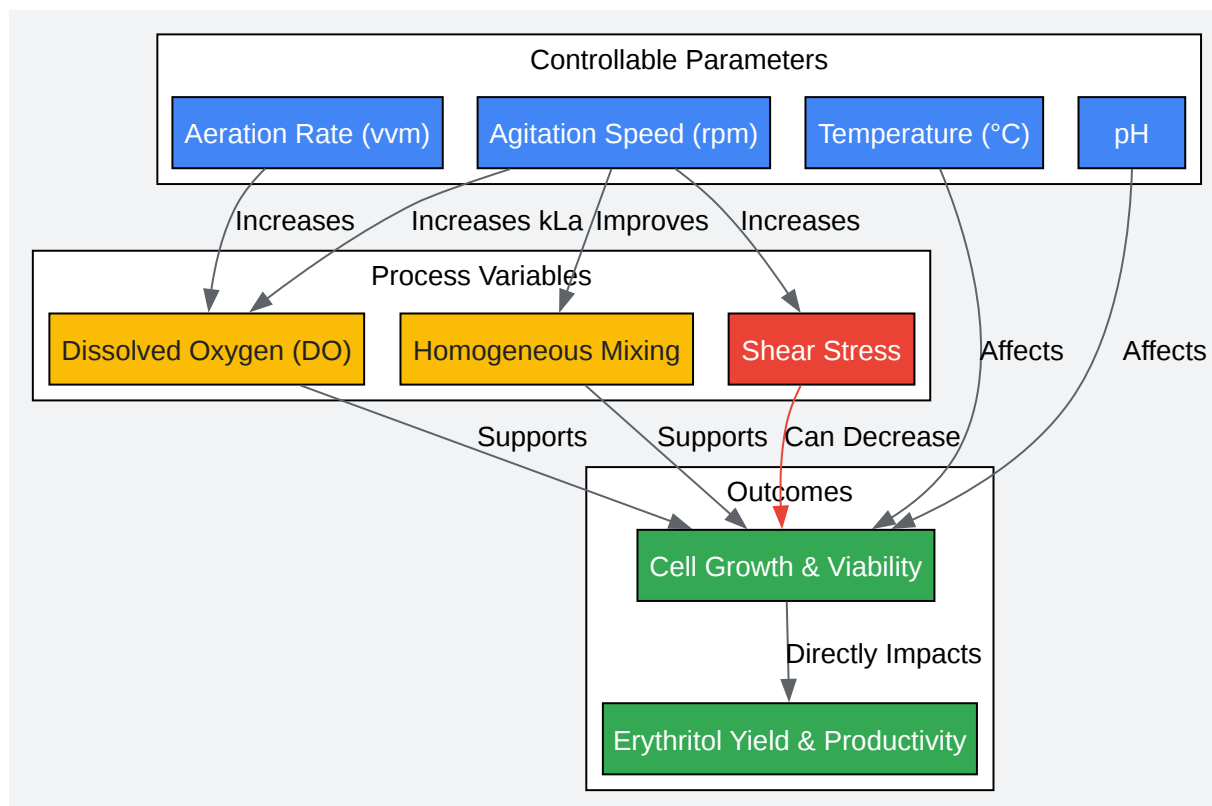 Controllable Parameters
Aeration Rate (vvm)
Agitation Speed (rpm)
Temperature (°C)
pH
Increases
Increases kLa
Improves
Increases
Process Variables
Dissolved Oxygen (DO)
Homogeneous Mixing
Shear Stress
Affects
Affects
Supports
Supports
Can Decrease
Outcomes
Cell Growth & Viability
Directly Impacts
Erythritol Yield & Productivity